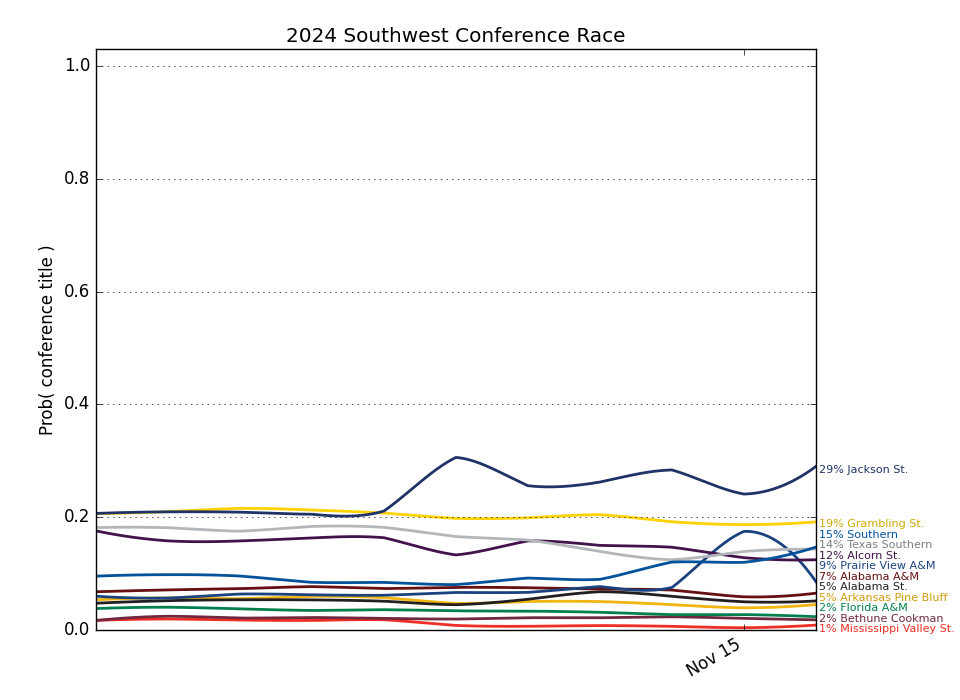 2024 Southwest Conference Race
Prob( conference title )
1.0
0.8
0.6
0.4
0.2
0.0
Nov 15
29% Jackson St.
19% Grambling St.
15% Southern
14% Texas Southern
12% Alcorn St.
9% Prairie View A&M
7% Alabama A&M
5% Alabama St.
5% Arkansas Pine Bluff
2% Florida A&M
2% Bethune Cookman
1% Mississippi Valley St.